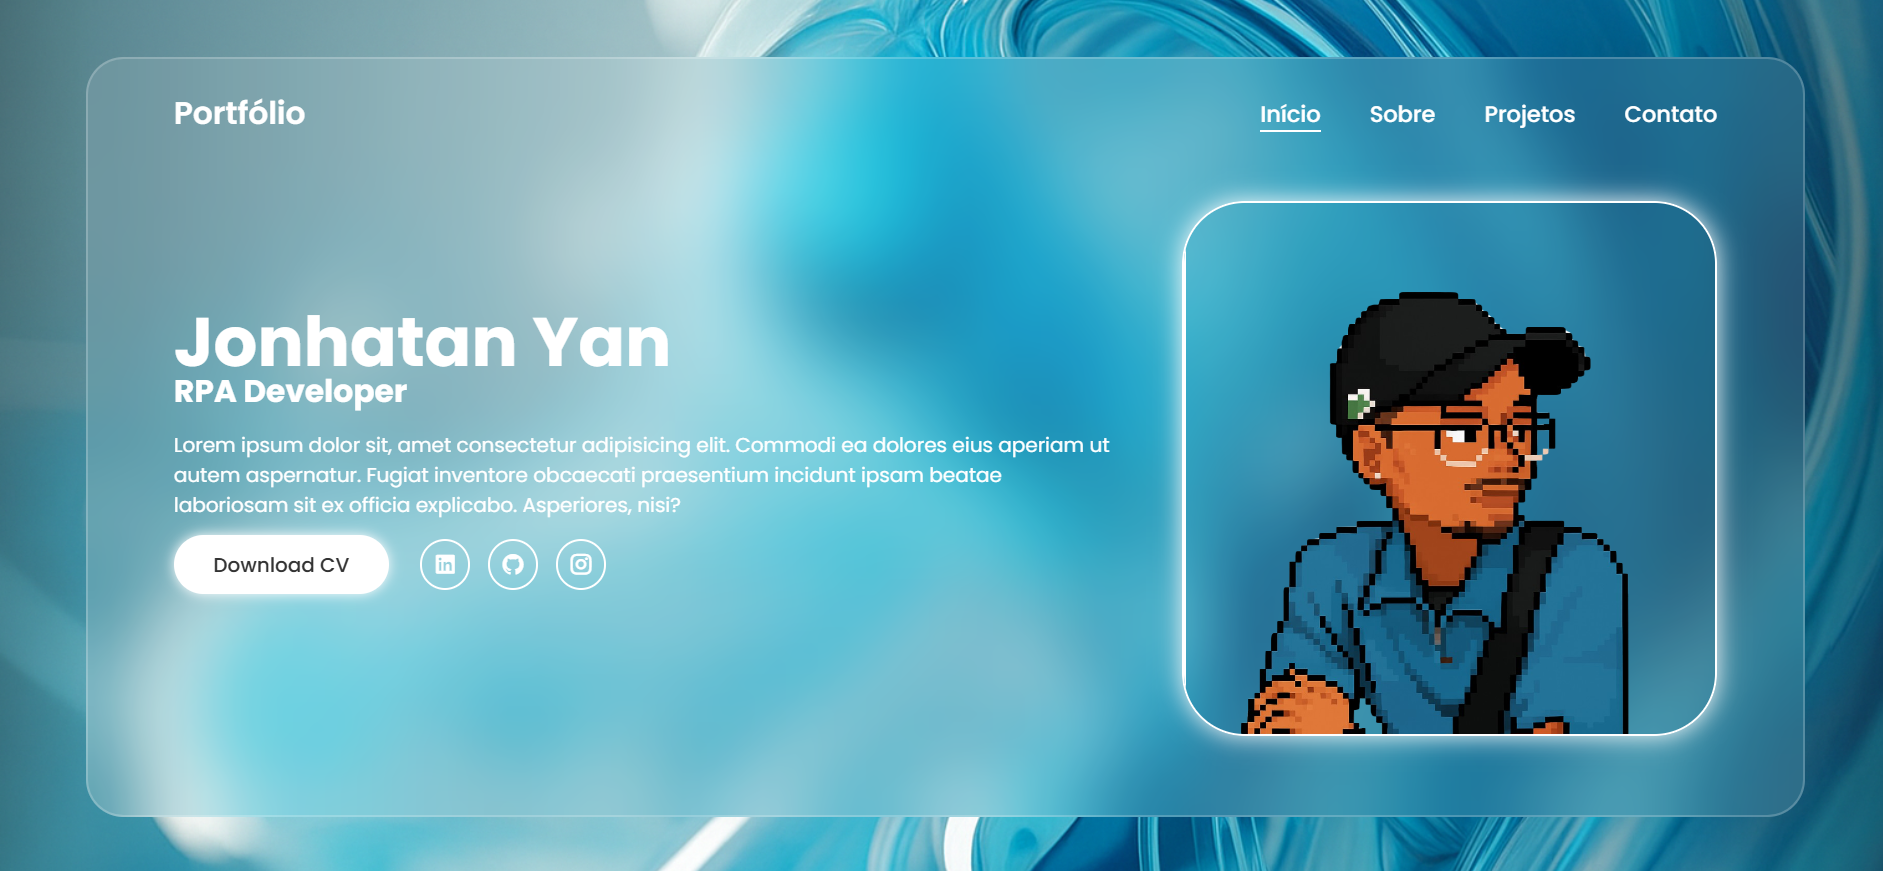 Portfólio
Início
Sobre
Projetos
Contato
Jonhatan Yan
RPA Developer
Lorem ipsum dolor sit, amet consectetur adipisicing elit. Commodi ea dolores eius aperiam ut
autem aspernatur. Fugiat inventore obcaecati praesentium incidunt ipsam beatae
laboriosam sit ex officia explicabo. Asperiores, nisi?
Download CV
in